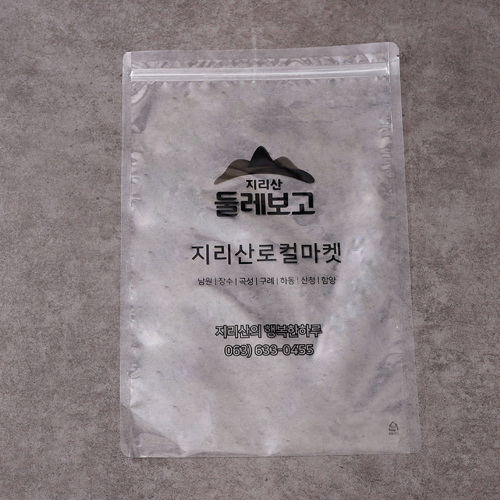 지리산
둘레보고
지리산로컬마켓
남원 | 장수 | 곡성 | 구례 | 하동 | 산청 | 함양
지리산의 행복한하루
063) 633-0455